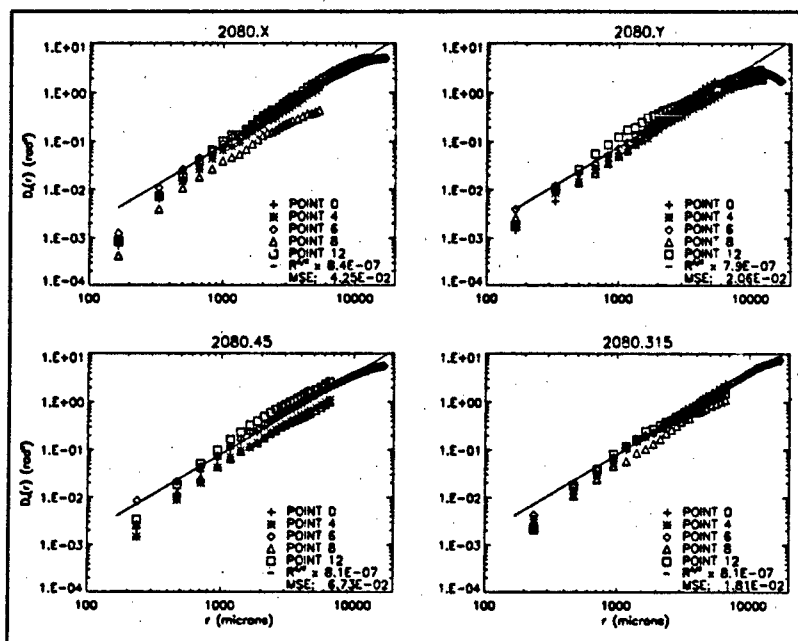 2080.X
D (r) (rad²)
1.E+01
1.E+00
1.E-01
1.E-02
1.E-03
1.E-04
+ POINT 0
POINT 4
POINT 6
POINT 8
POINT 12
- R × 8.4E-07
MSE: 4.25E-02
100 1000 10000
2080.Y
1.E+01
1.E+00
1.E-01
1.E-02
1.E-03
1.E-04
+ POINT 0
POINT 4
POINT 6
POINT 8
POINT 12
- R × 7.9E-07
MSE: 2.06E-02
100 1000 10000
2080.45
D (r) (rad²)
1.E+01
1.E+00
1.E-01
1.E-02
1.E-03
1.E-04
+ POINT 0
POINT 4
POINT 6
POINT 8
POINT 12
- R × 8.1E-07
MSE: 6.73E-02
100 1000 10000
r (microns)
2080.315
1.E+01
1.E+00
1.E-01
1.E-02
1.E-03
1.E-04
+ POINT 0
POINT 4
POINT 6
POINT 8
POINT 12
- R × 8.1E-07
MSE: 1.81E-02
100 1000 10000
r (microns)